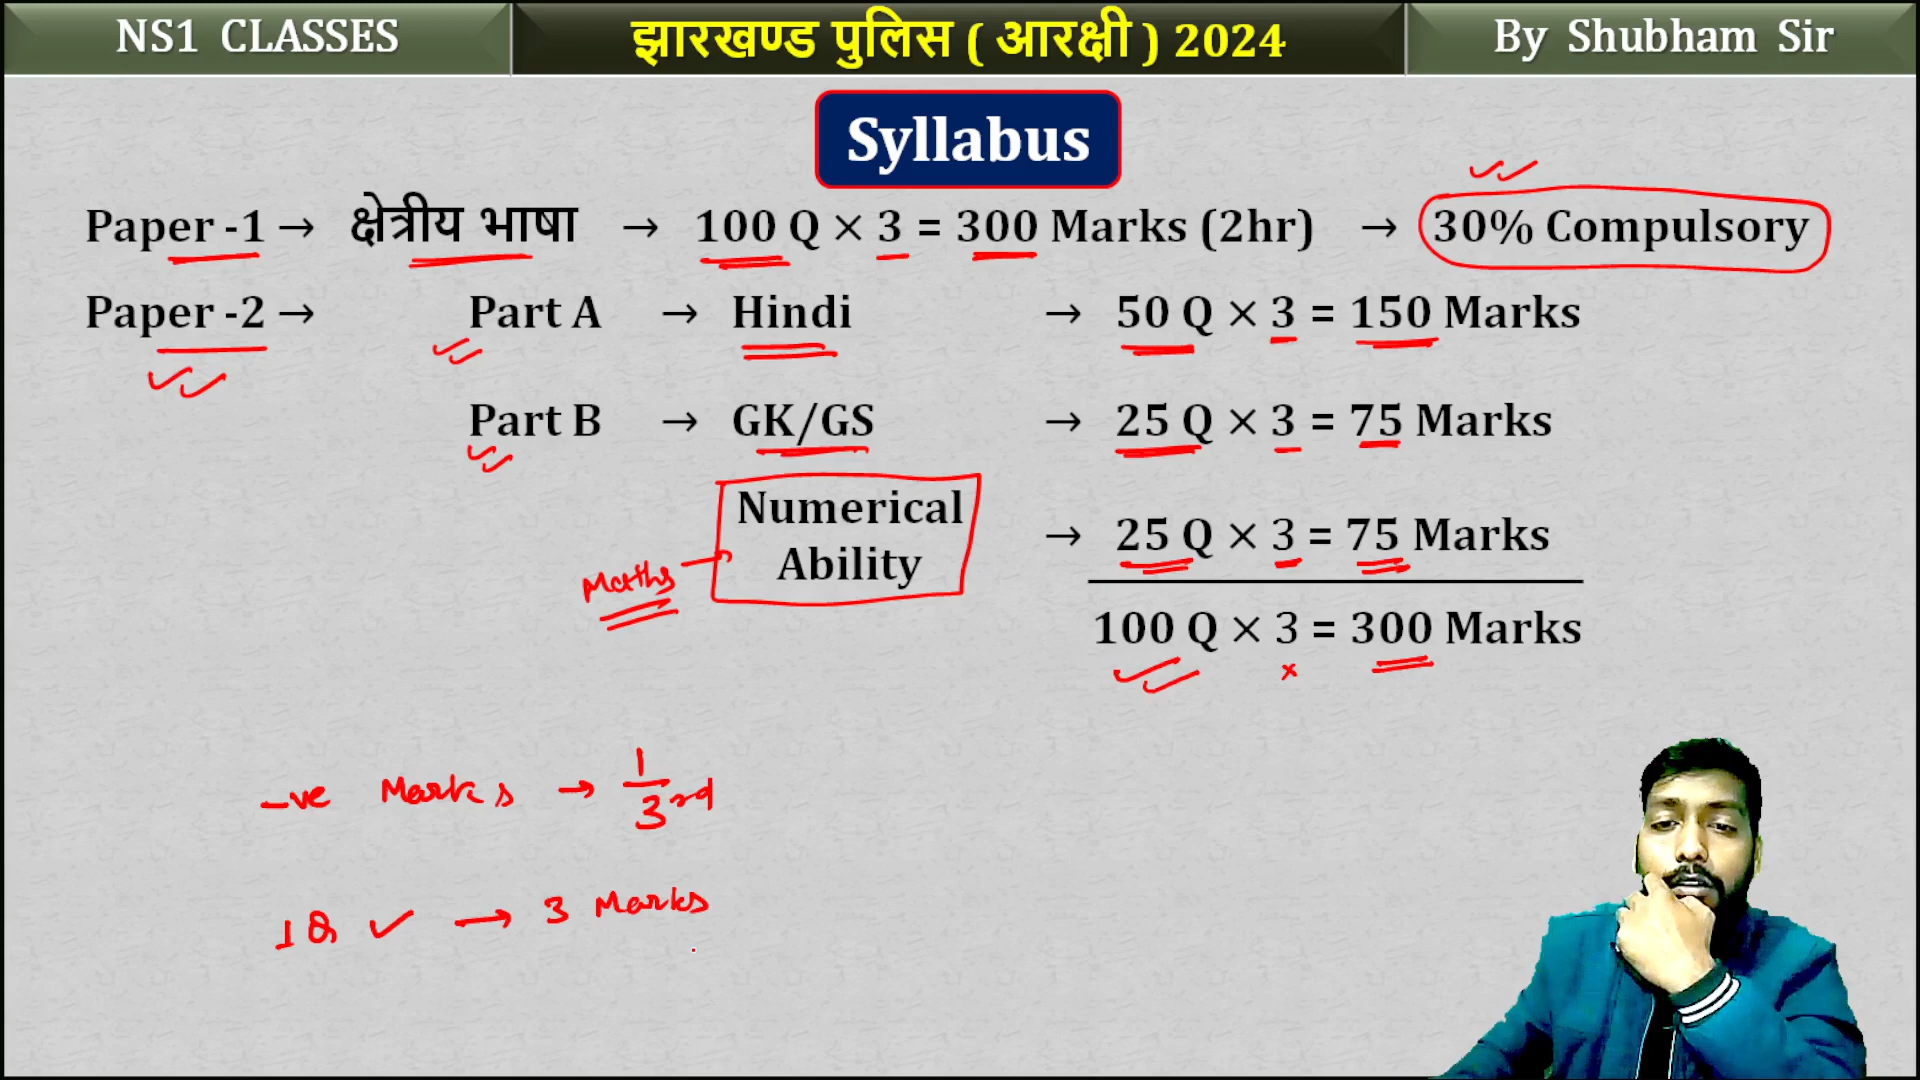 NS1 CLASSES
झारखण्ड पुलिस ( आरक्षी ) 2024
By Shubham Sir
Syllabus
Paper -1 → क्षेत्रीय भाषा → 100 Q × 3 = 300 Marks (2hr) → 30% Compulsory
Paper -2 → Part A → Hindi → 50 Q × 3 = 150 Marks
Part B → GK/GS → 25 Q × 3 = 75 Marks
Numerical
Ability → 25 Q × 3 = 75 Marks
Maths
100 Q × 3 = 300 Marks
-ve Marks → 1/3 rd
1 Q ✓ → 3 Marks